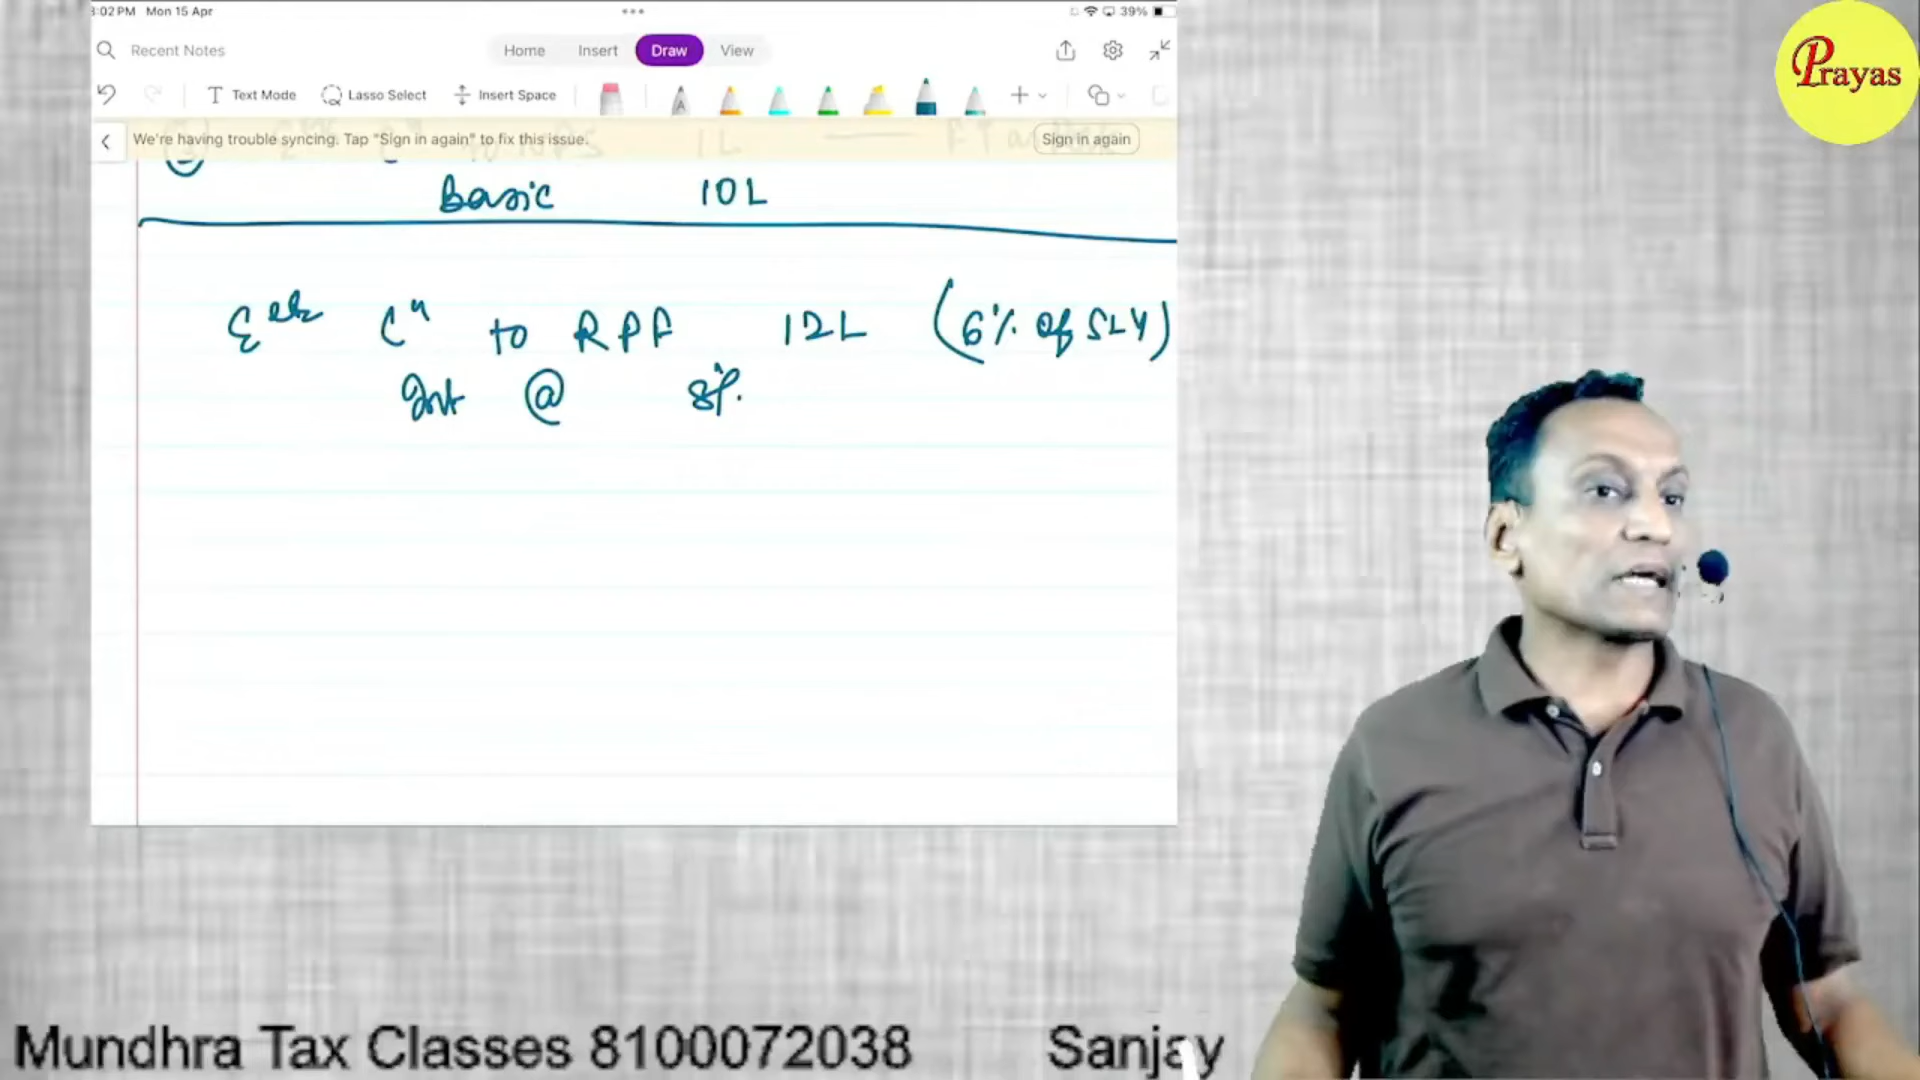 3:02 PM Mon 15 Apr
39%
Recent Notes
Home Insert Draw View
Text Mode Lasso Select Insert Space
We're having trouble syncing. Tap "Sign in again" to fix this issue.
Sign in again
Basic 10L
to RPF 12L (6% of SLY)
Int @ 8%.
Prayas
Mundhra Tax Classes 8100072038 Sanjay